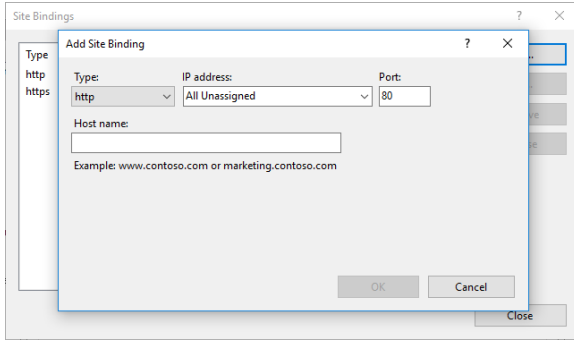 Site Bindings
?
Add Site Binding ?
Type
http
https
Type: IP address: Port:
http All Unassigned 80
Host name:
Example: www.contoso.com or marketing.contoso.com
OK Cancel
Close